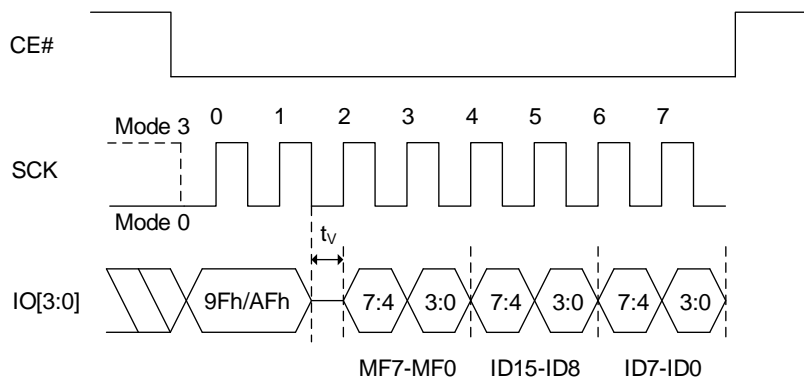 CE#
0 1 2 3 4 5 6 7
Mode 3
SCK
Mode 0
tV
IO[3:0] 9Fh/AFh 7:4 3:0 7:4 3:0 7:4 3:0
MF7-MF0 ID15-ID8 ID7-ID0